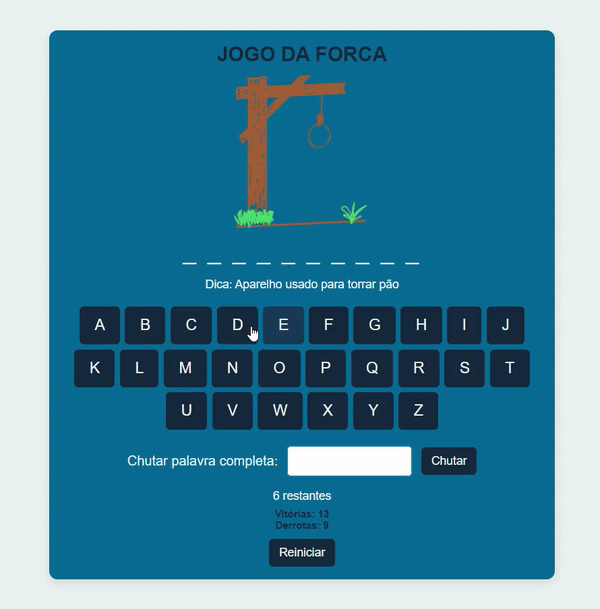 JOGO DA FORCA
_ _ _ _ _ _ _ _ _ _
Dica: Aparelho usado para torrar pão
A B C D E F G H I J
K L M N O P Q R S T
U V W X Y Z
Chutar palavra completa: Chutar
6 restantes
Vitórias: 13
Derrotas: 9
Reiniciar